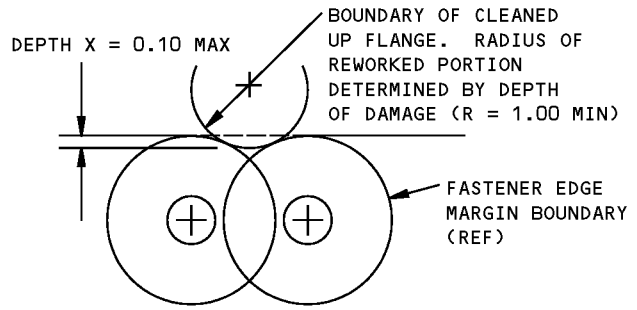 BOUNDARY OF CLEANED
UP FLANGE. RADIUS OF
REWORKED PORTION
DETERMINED BY DEPTH
OF DAMAGE (R = 1.00 MIN)
DEPTH X = 0.10 MAX
FASTENER EDGE
MARGIN BOUNDARY
(REF)